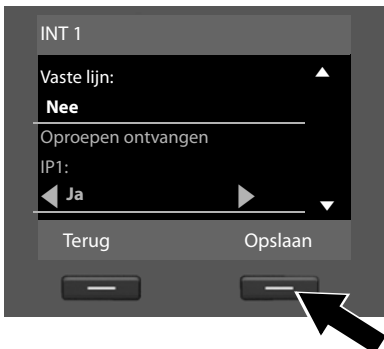 INT 1
Vaste lijn:
Nee
Oproepen ontvangen
IP1:
Ja
Terug Opslaan